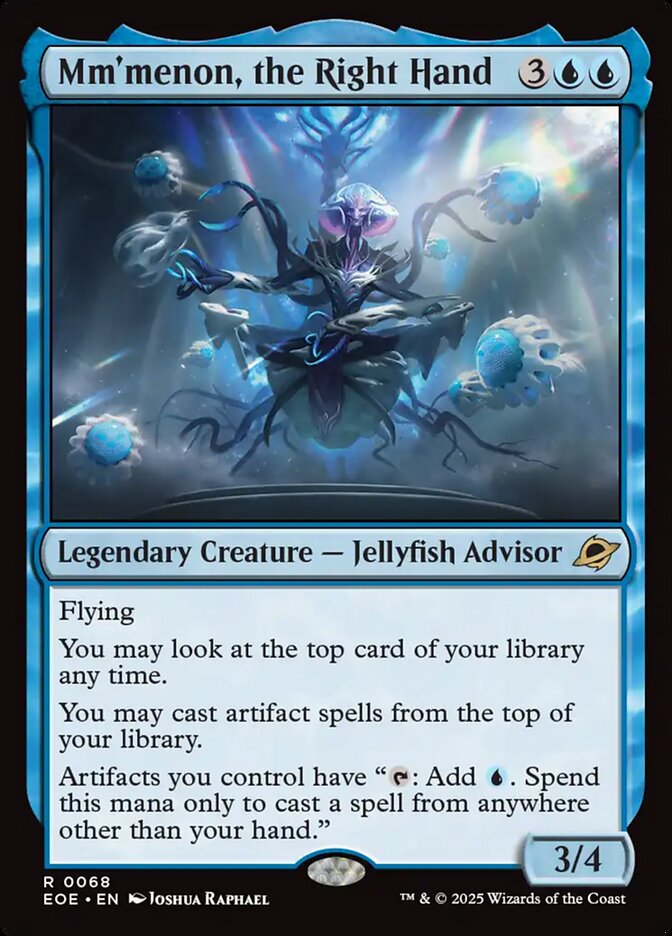 Mm'menon, the Right Hand 3
Legendary Creature — Jellyfish Advisor
Flying
You may look at the top card of your library
any time.
You may cast artifact spells from the top of
your library.
Artifacts you control have “: Add . Spend
this mana only to cast a spell from anywhere
other than your hand.”
3/4
R 0068
EOE • EN Joshua Raphael
™ & © 2025 Wizards of the Coast